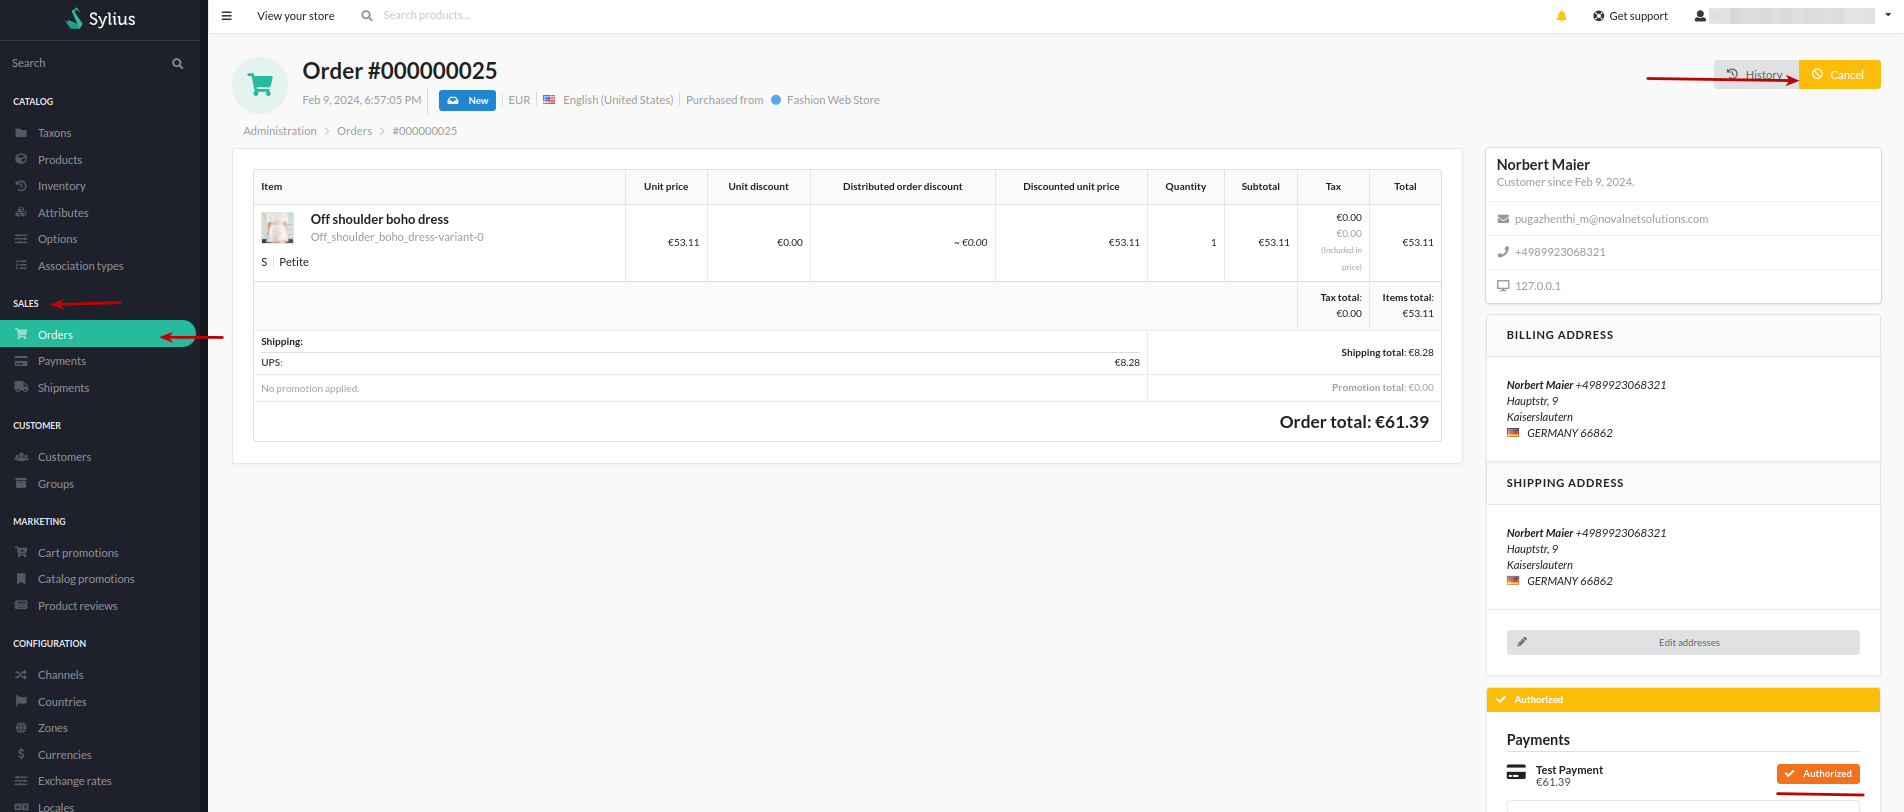 Sylius
View your store
Search products...
Get support
Search
CATALOG
Taxons
Products
Inventory
Attributes
Options
Association types
SALES
Orders
Payments
Shipments
CUSTOMER
Customers
Groups
MARKETING
Cart promotions
Catalog promotions
Product reviews
CONFIGURATION
Channels
Countries
Zones
Currencies
Exchange rates
Locales
Order #000000025
Feb 9, 2024, 6:57:05 PM New EUR English (United States) Purchased from Fashion Web Store
History Cancel
Administration Orders #000000025
Item Unit price Unit discount Distributed order discount Discounted unit price Quantity Subtotal Tax Total
Off shoulder boho dress
Off_shoulder_boho_dress-variant-0
S Petite
€53.11 €0.00 ~ €0.00 €53.11 1 €53.11
€0.00
€0.00
(Included in
price)
€53.11
Tax total:
€0.00
Items total:
€53.11
Shipping:
UPS: €8.28
Shipping total: €8.28
No promotion applied.
Promotion total: €0.00
Order total: €61.39
Norbert Maier
Customer since Feb 9, 2024.
pugazhenthi_m@novalnetsolutions.com
+4989923068321
127.0.0.1
BILLING ADDRESS
Norbert Maier +4989923068321
Hauptstr, 9
Kaiserslautern
GERMANY 66862
SHIPPING ADDRESS
Norbert Maier +4989923068321
Hauptstr, 9
Kaiserslautern
GERMANY 66862
Edit addresses
Authorized
Payments
Test Payment
€61.39
Authorized